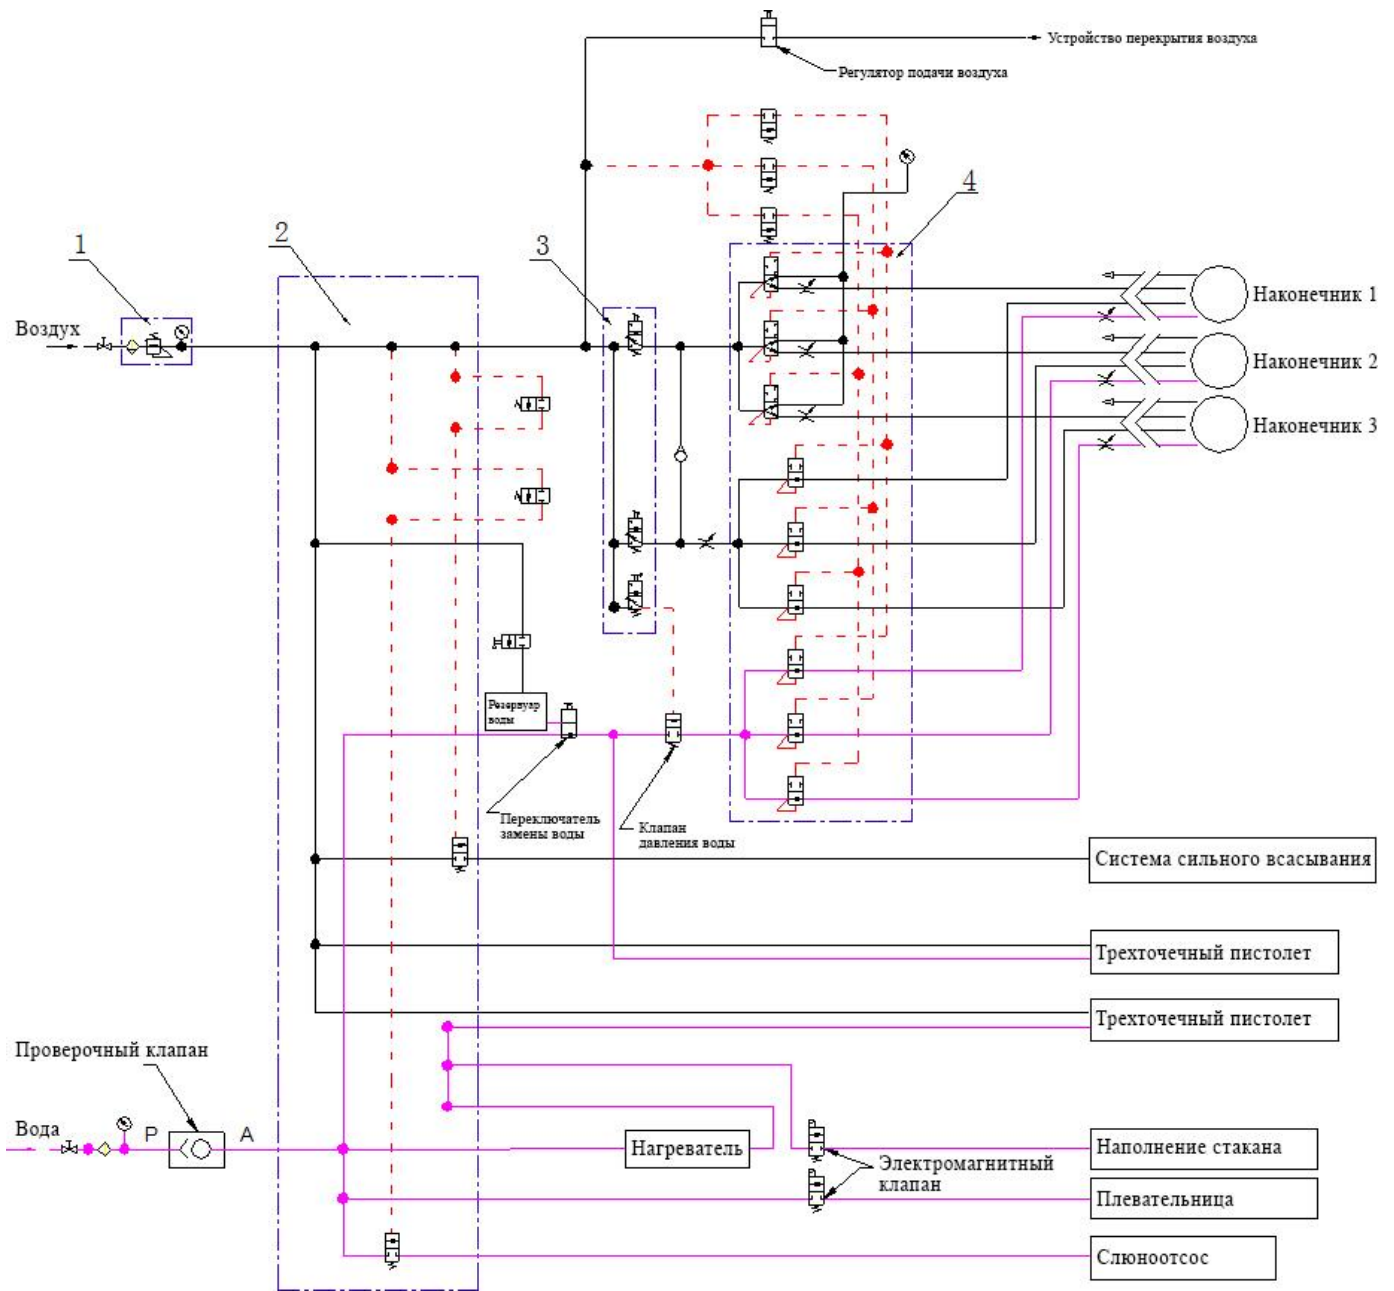 Устройство перекрытия воздуха
Регулятор подачи воздуха
4
1
2
3
Воздух
Наконечник 1
Наконечник 2
Наконечник 3
Резервуар
воды
Переключатель
замены воды
Клапан
давления воды
Система сильного всасывания
Трехточечный пистолет
Трехточечный пистолет
Проверочный клапан
Вода
P
A
Нагреватель
Наполнение стакана
Электромагнитный
клапан
Плевательница
Слюноотсос